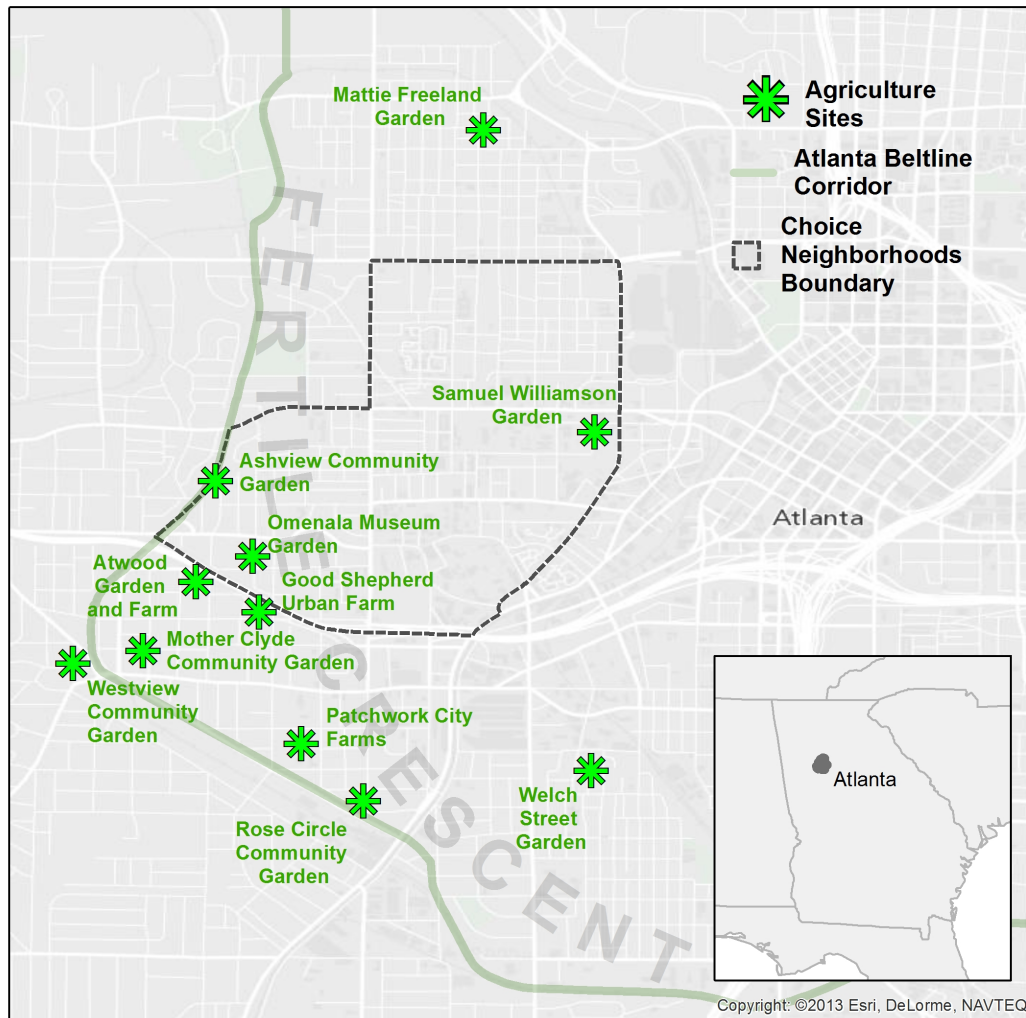 Mattie Freeland
Garden
Agriculture
Sites
Atlanta Beltline
Corridor
Choice
Neighborhoods
Boundary
FERTILE CRESCENT
Samuel Williamson
Garden
Ashview Community
Garden
Omenala Museum
Garden
Atlanta
Atwood
Garden
and Farm
Good Shepherd
Urban Farm
Mother Clyde
Community Garden
Westview
Community
Garden
Patchwork City
Farms
Rose Circle
Community
Garden
Welch
Street
Garden
Atlanta
Copyright: ©2013 Esri, DeLorme, NAVTEQ